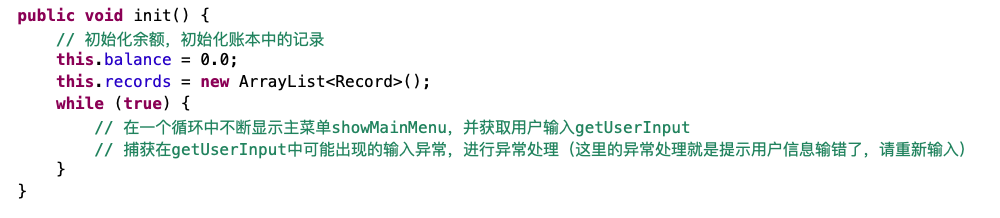 public void init() {
    // 初始化余额，初始化账本中的记录
    this.balance = 0.0;
    this.records = new ArrayList<Record>();
    while (true) {
        // 在一个循环中不断显示主菜单showMainMenu，并获取用户输入getUserInput
        // 捕获在getUserInput中可能出现的输入异常，进行异常处理（这里的异常处理就是提示用户信息输错了，请重新输入）
    }
}